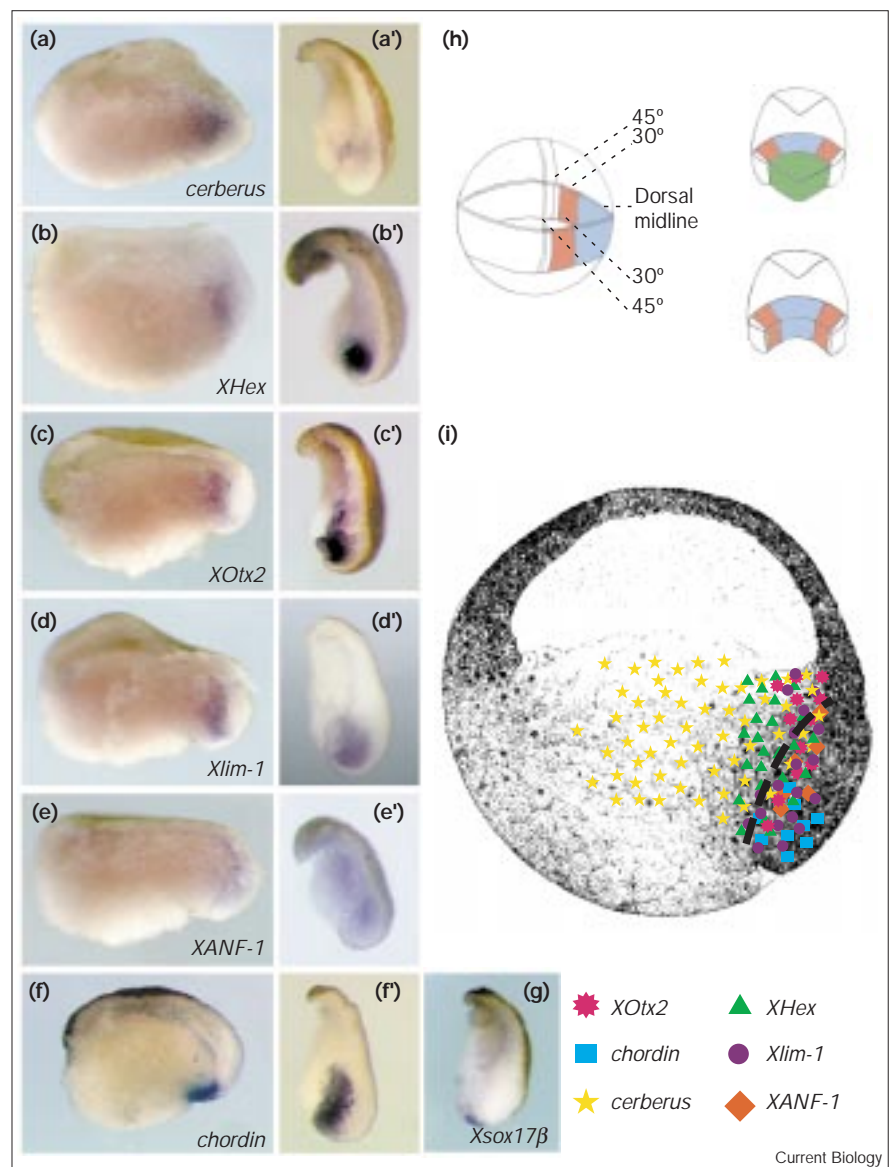 (a)
cerberus
(a')
(b)
XHex
(b')
(c)
XOtx2
(c')
(d)
Xlim-1
(d')
(e)
XANF-1
(e')
(f)
chordin
(f')
(g)
Xsox17β
(h)
45º
30º
Dorsal
midline
30º
45º
(i)
XOtx2
XHex
chordin
Xlim-1
cerberus
XANF-1
Current Biology